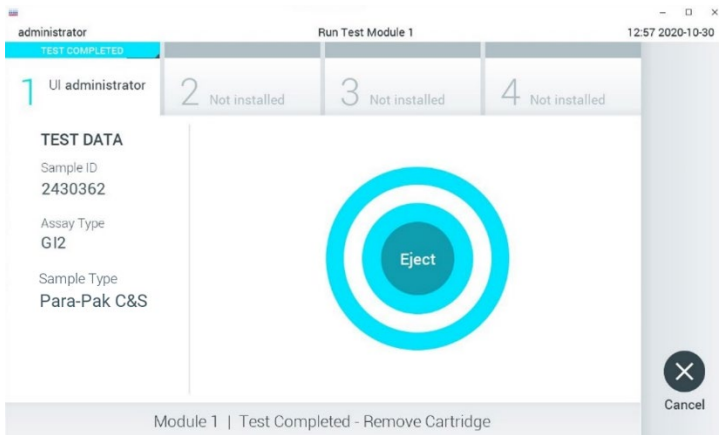 administrator Run Test Module 1 12:57 2020-10-30
TEST COMPLETED
1 UI administrator 2 Not installed 3 Not installed 4 Not installed
TEST DATA
Sample ID
2430362
Assay Type
GI2
Sample Type
Para-Pak C&S
Eject
Cancel
Module 1 | Test Completed - Remove Cartridge